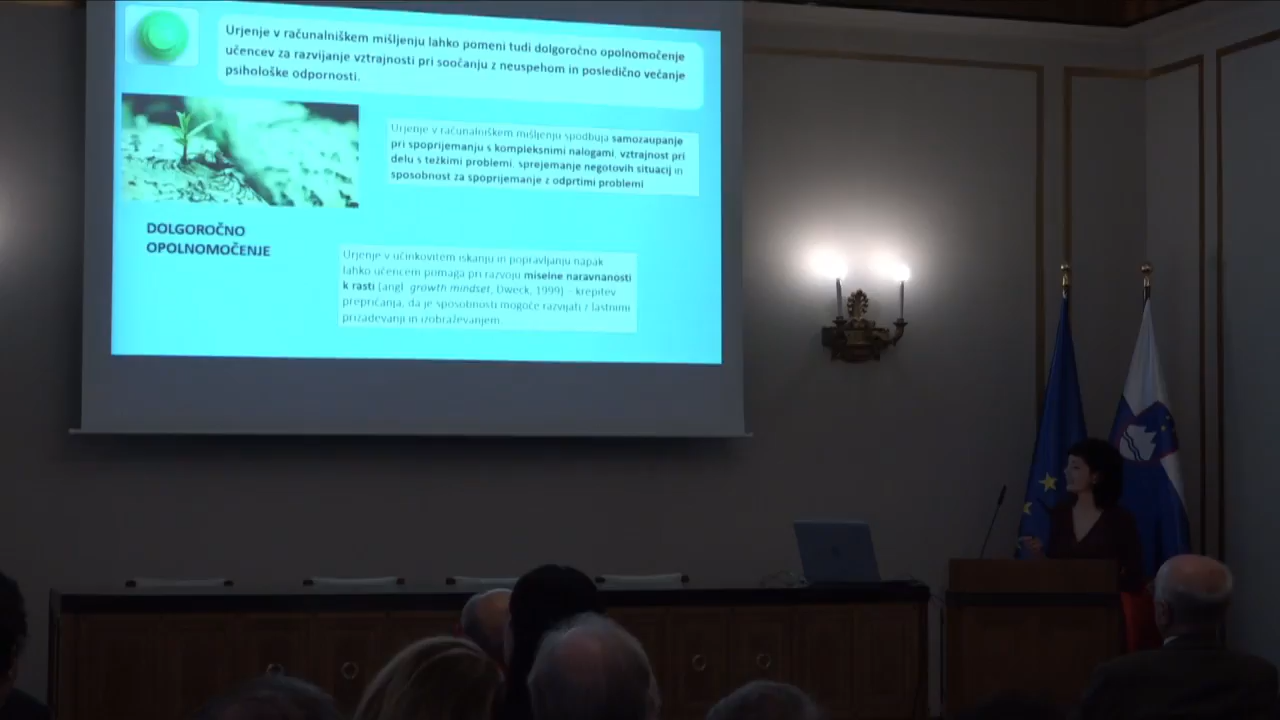 Urjenje v računalniškem mišljenju lahko pomeni tudi dolgoročno opolnomočenje
učencev za razvijanje vztrajnosti pri soočanju z neuspehom in posledično večanje
psihološke odpornosti.
Urjenje v računalniškem mišljenju spodbuja samozaupanje
pri spoprijemanju s kompleksnimi nalogami, vztrajnost pri
delu s težkimi problemi, sprejemanje negotovih situacij in
sposobnost za spoprijemanje z odprtimi problemi
DOLGOROČNO
OPOLNOMOČENJE
Urjenje v učinkovitem iskanju in popravljanju napak
lahko učencem pomaga pri razvoju miselne naravnanosti
k rasti (angl. growth mindset, Dweck, 1999) – krepitev
prepričanja, da je sposobnosti mogoče razvijati z lastnimi
prizadevanji in izobraževanjem